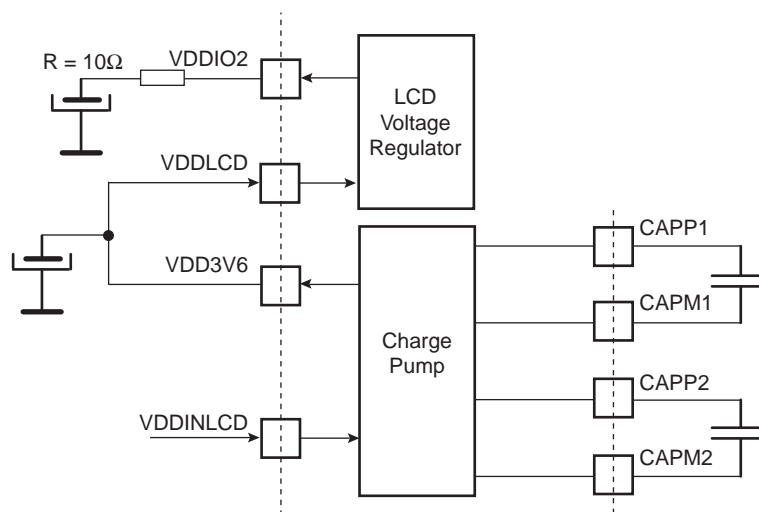 R = 10Ω
VDDIO2
LCD
Voltage
Regulator
VDDLCD
VDD3V6
VDDINLCD
Charge
Pump
CAPP1
CAPM1
CAPP2
CAPM2